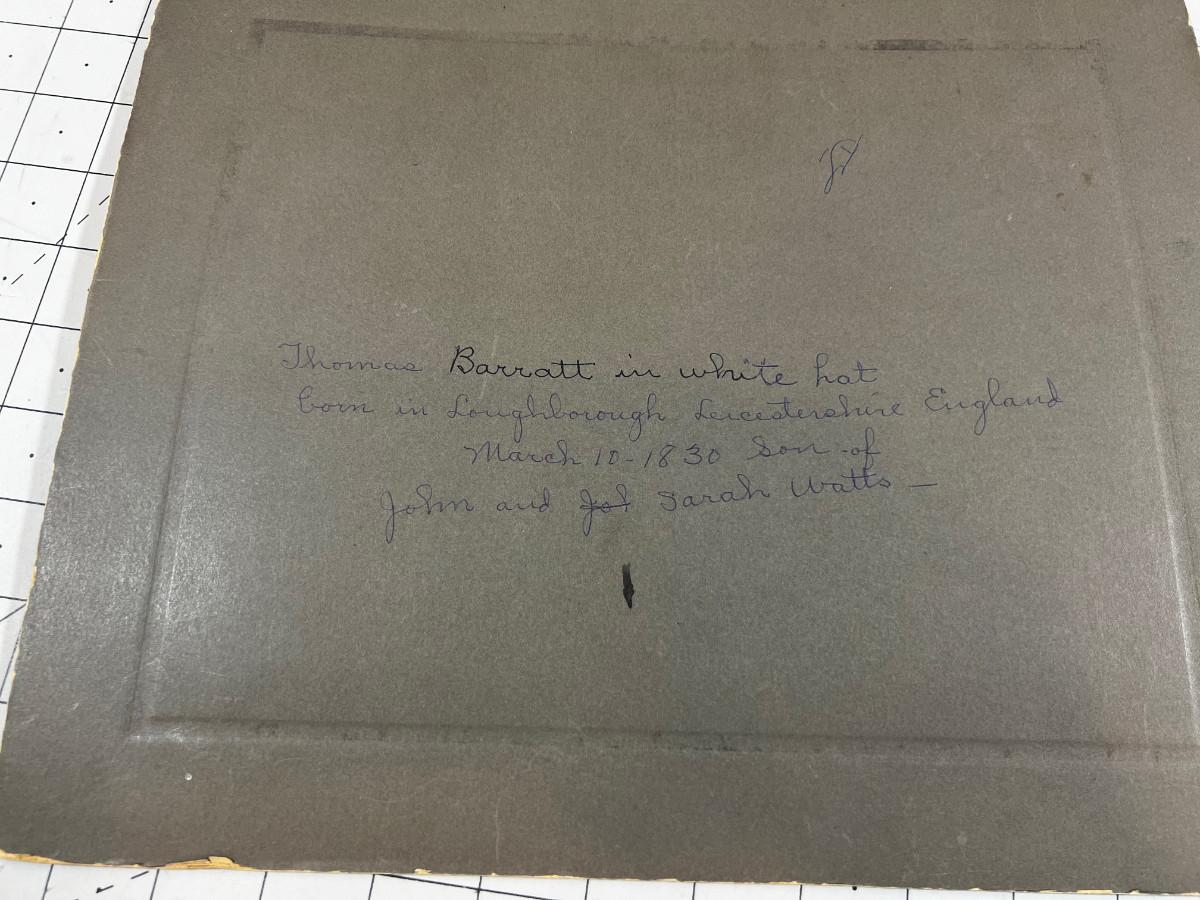 Thomas Barratt in white hat
born in Loughborough Leicestershire England
March 10-1830 Son of
John and Sarah Watts —